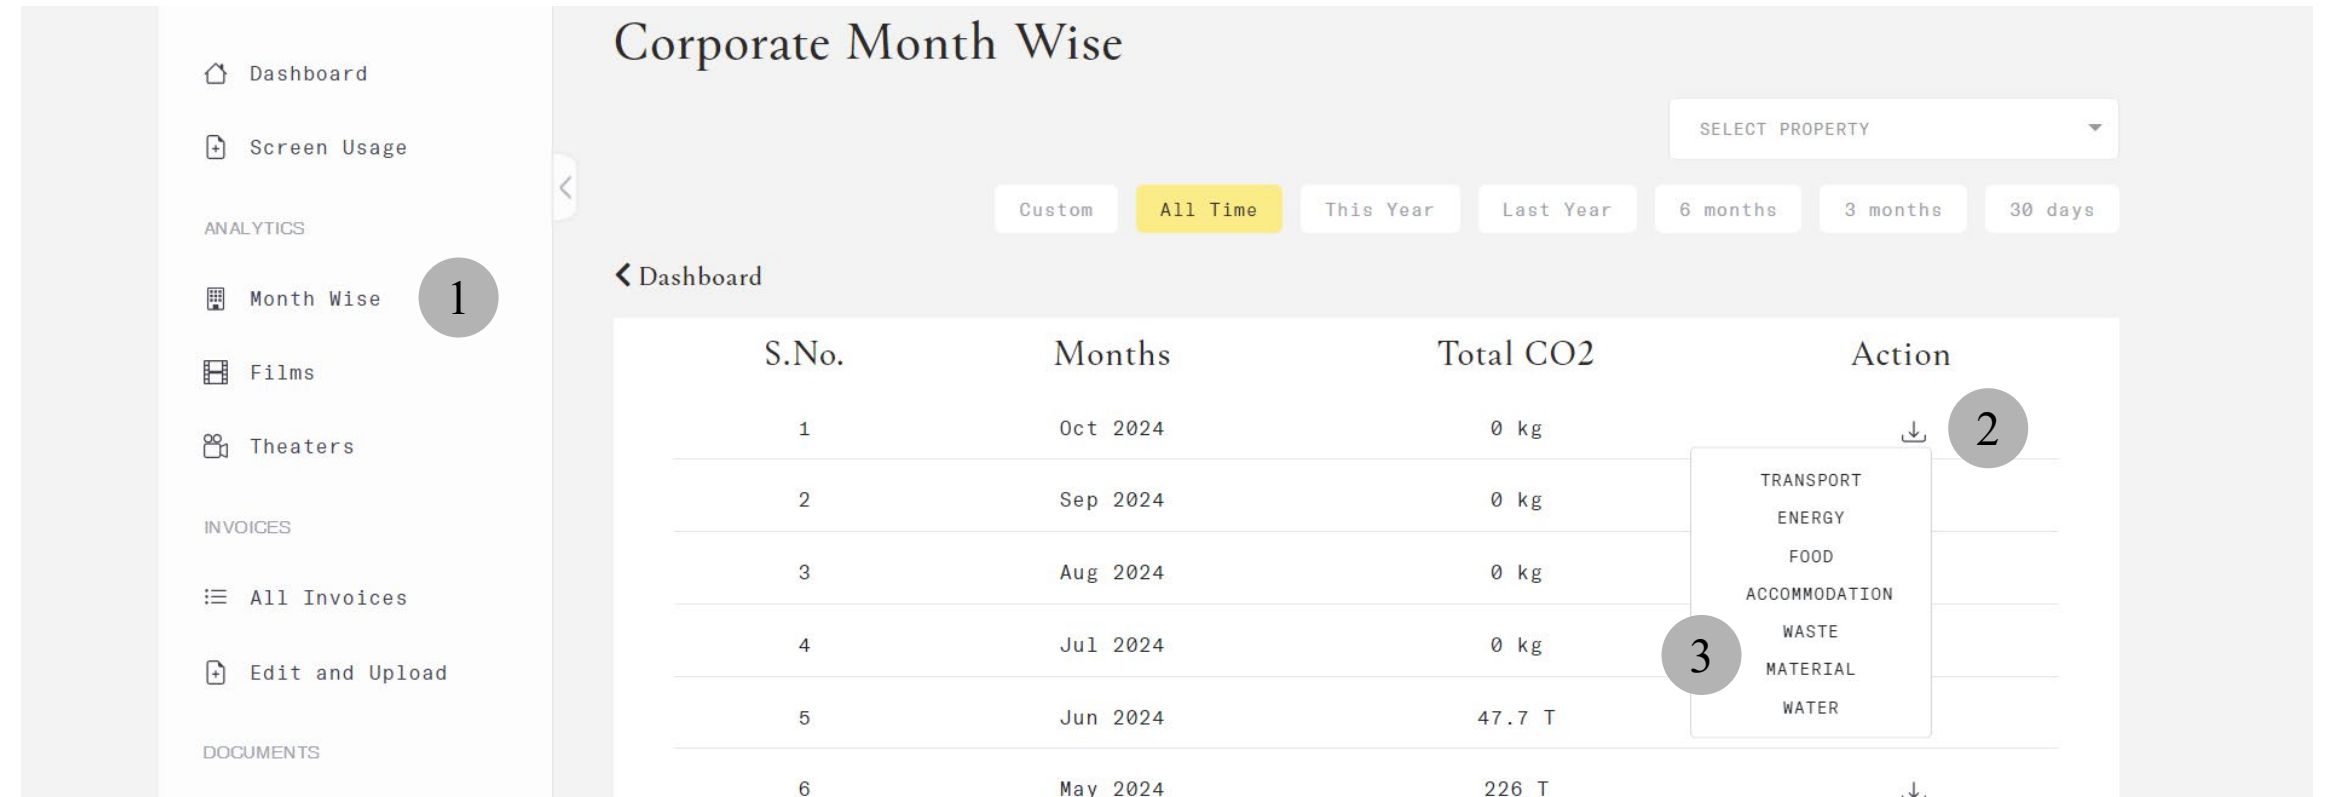 Dashboard
Screen Usage
ANALYTICS
Month Wise 1
Films
Theaters
INVOICES
All Invoices
Edit and Upload
DOCUMENTS
Corporate Month Wise
SELECT PROPERTY
Custom All Time This Year Last Year 6 months 3 months 30 days
Dashboard
S.No. Months Total CO2 Action
1 Oct 2024 0 kg 2
2 Sep 2024 0 kg
3 Aug 2024 0 kg
4 Jul 2024 0 kg
5 Jun 2024 47.7 T
6 May 2024 226 T
TRANSPORT
ENERGY
FOOD
ACCOMMODATION
WASTE
3
MATERIAL
WATER